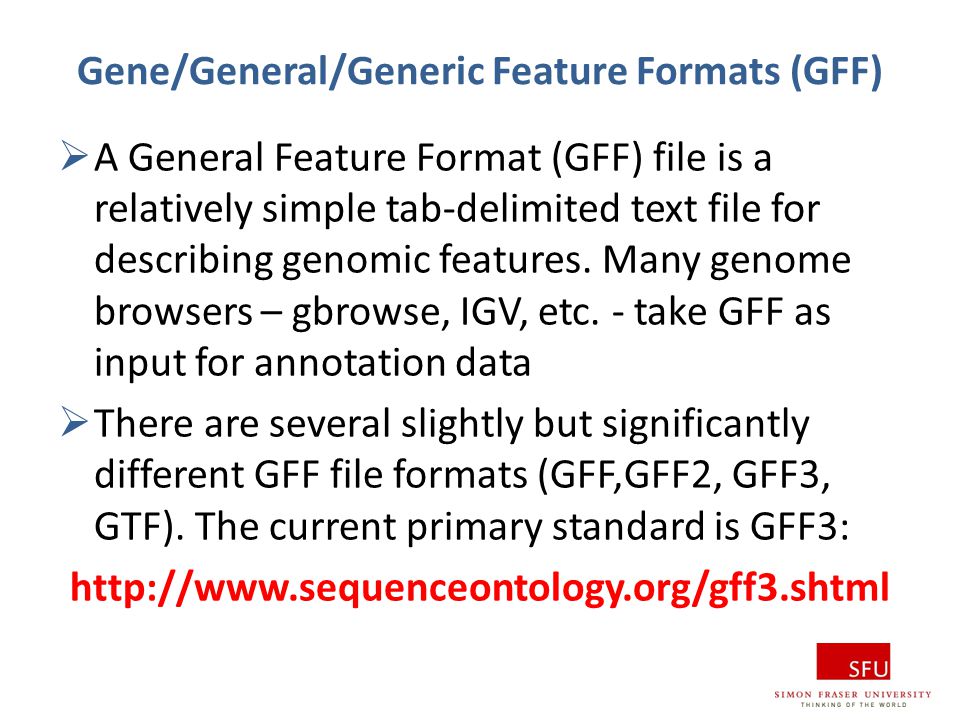 Gene/General/Generic Feature Formats (GFF)
A General Feature Format (GFF) file is a
relatively simple tab-delimited text file for
describing genomic features. Many genome
browsers – gbrowse, IGV, etc. - take GFF as
input for annotation data
There are several slightly but significantly
different GFF file formats (GFF,GFF2, GFF3,
GTF). The current primary standard is GFF3:
http://www.sequenceontology.org/gff3.shtml
SFU
SIMON FRASER UNIVERSITY
THINKING OF THE WORLD